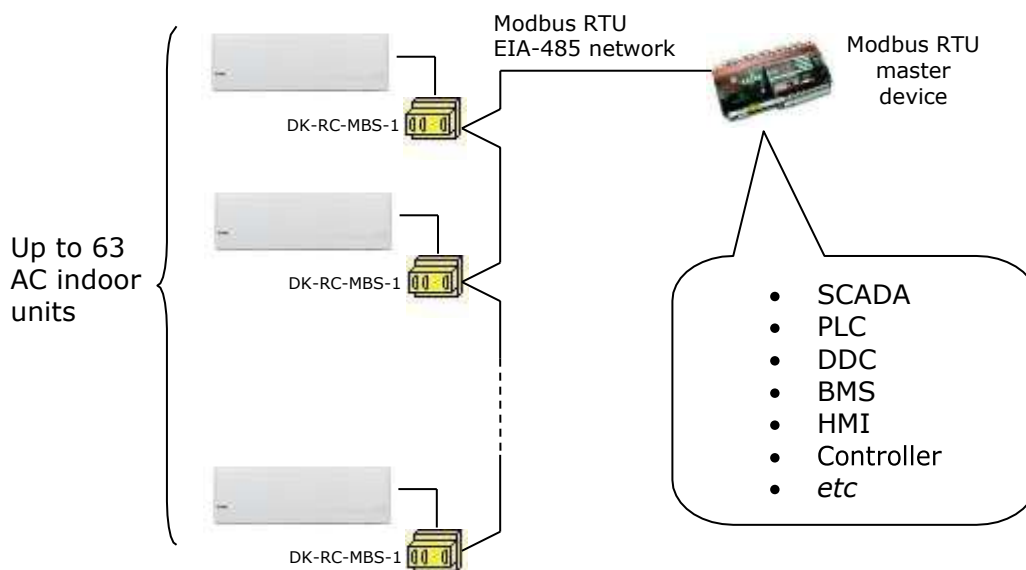 Modbus RTU
EIA-485 network
Modbus RTU
master
device
DK-RC-MBS-1
DK-RC-MBS-1
Up to 63
AC indoor
units
• SCADA
• PLC
• DDC
• BMS
• HMI
• Controller
• etc
DK-RC-MBS-1